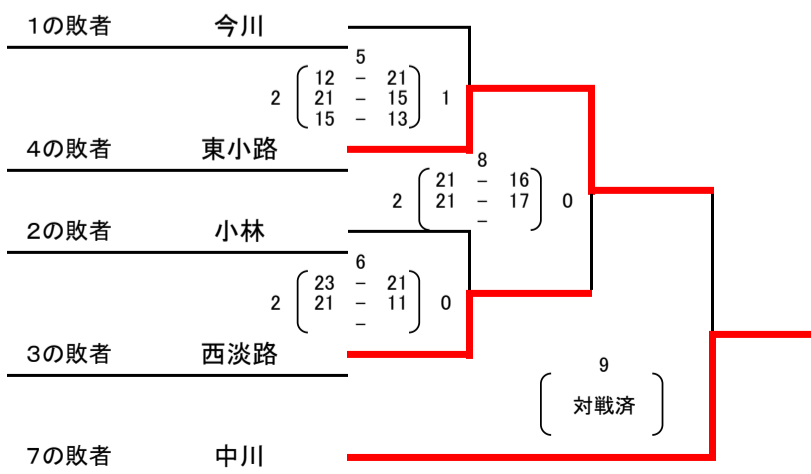 1の敗者 今川
5
12 - 21
2 21 - 15 1
15 - 13
4の敗者 東小路
8
21 - 16
2 21 - 17 0
-
2の敗者 小林
6
23 - 21
2 21 - 11 0
-
3の敗者 西淡路
9
対戦済
7の敗者 中川